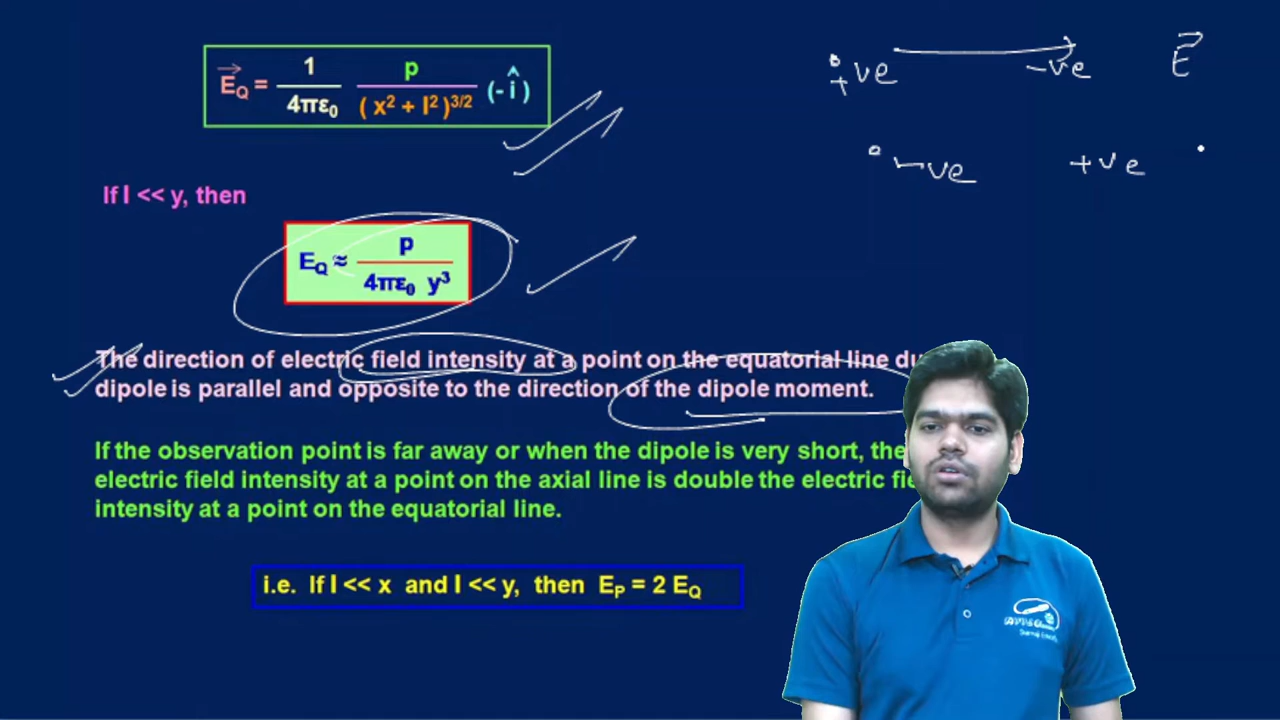 E⃗Q = 1 / 4πε0 p / ( x² + l² )3/2 (- î )
+ve -ve E⃗
-ve +ve
If l << y, then
EQ ≈ p / 4πε0 y³
The direction of electric field intensity at a point on the equatorial line du
dipole is parallel and opposite to the direction of the dipole moment.
If the observation point is far away or when the dipole is very short, the
electric field intensity at a point on the axial line is double the electric fie
intensity at a point on the equatorial line.
i.e. If l << x and l << y, then EP = 2 EQ